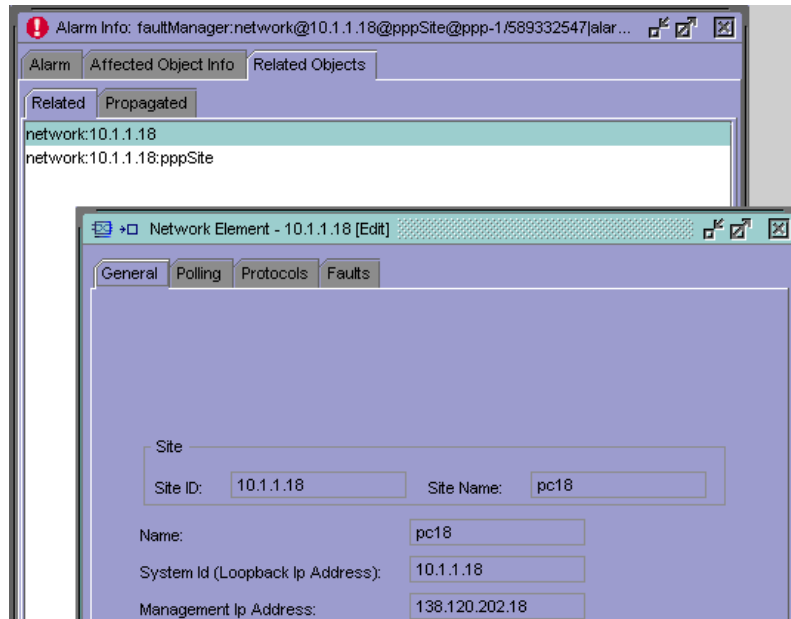 Alarm Info: faultManager:network@10.1.1.18@pppSite@ppp-1/589332547|alar...
Alarm Affected Object Info Related Objects
Related Propagated
network:10.1.1.18
network:10.1.1.18:pppSite
Network Element - 10.1.1.18 [Edit]
General Polling Protocols Faults
Site
Site ID: 10.1.1.18 Site Name: pc18
Name: pc18
System Id (Loopback Ip Address): 10.1.1.18
Management Ip Address: 138.120.202.18